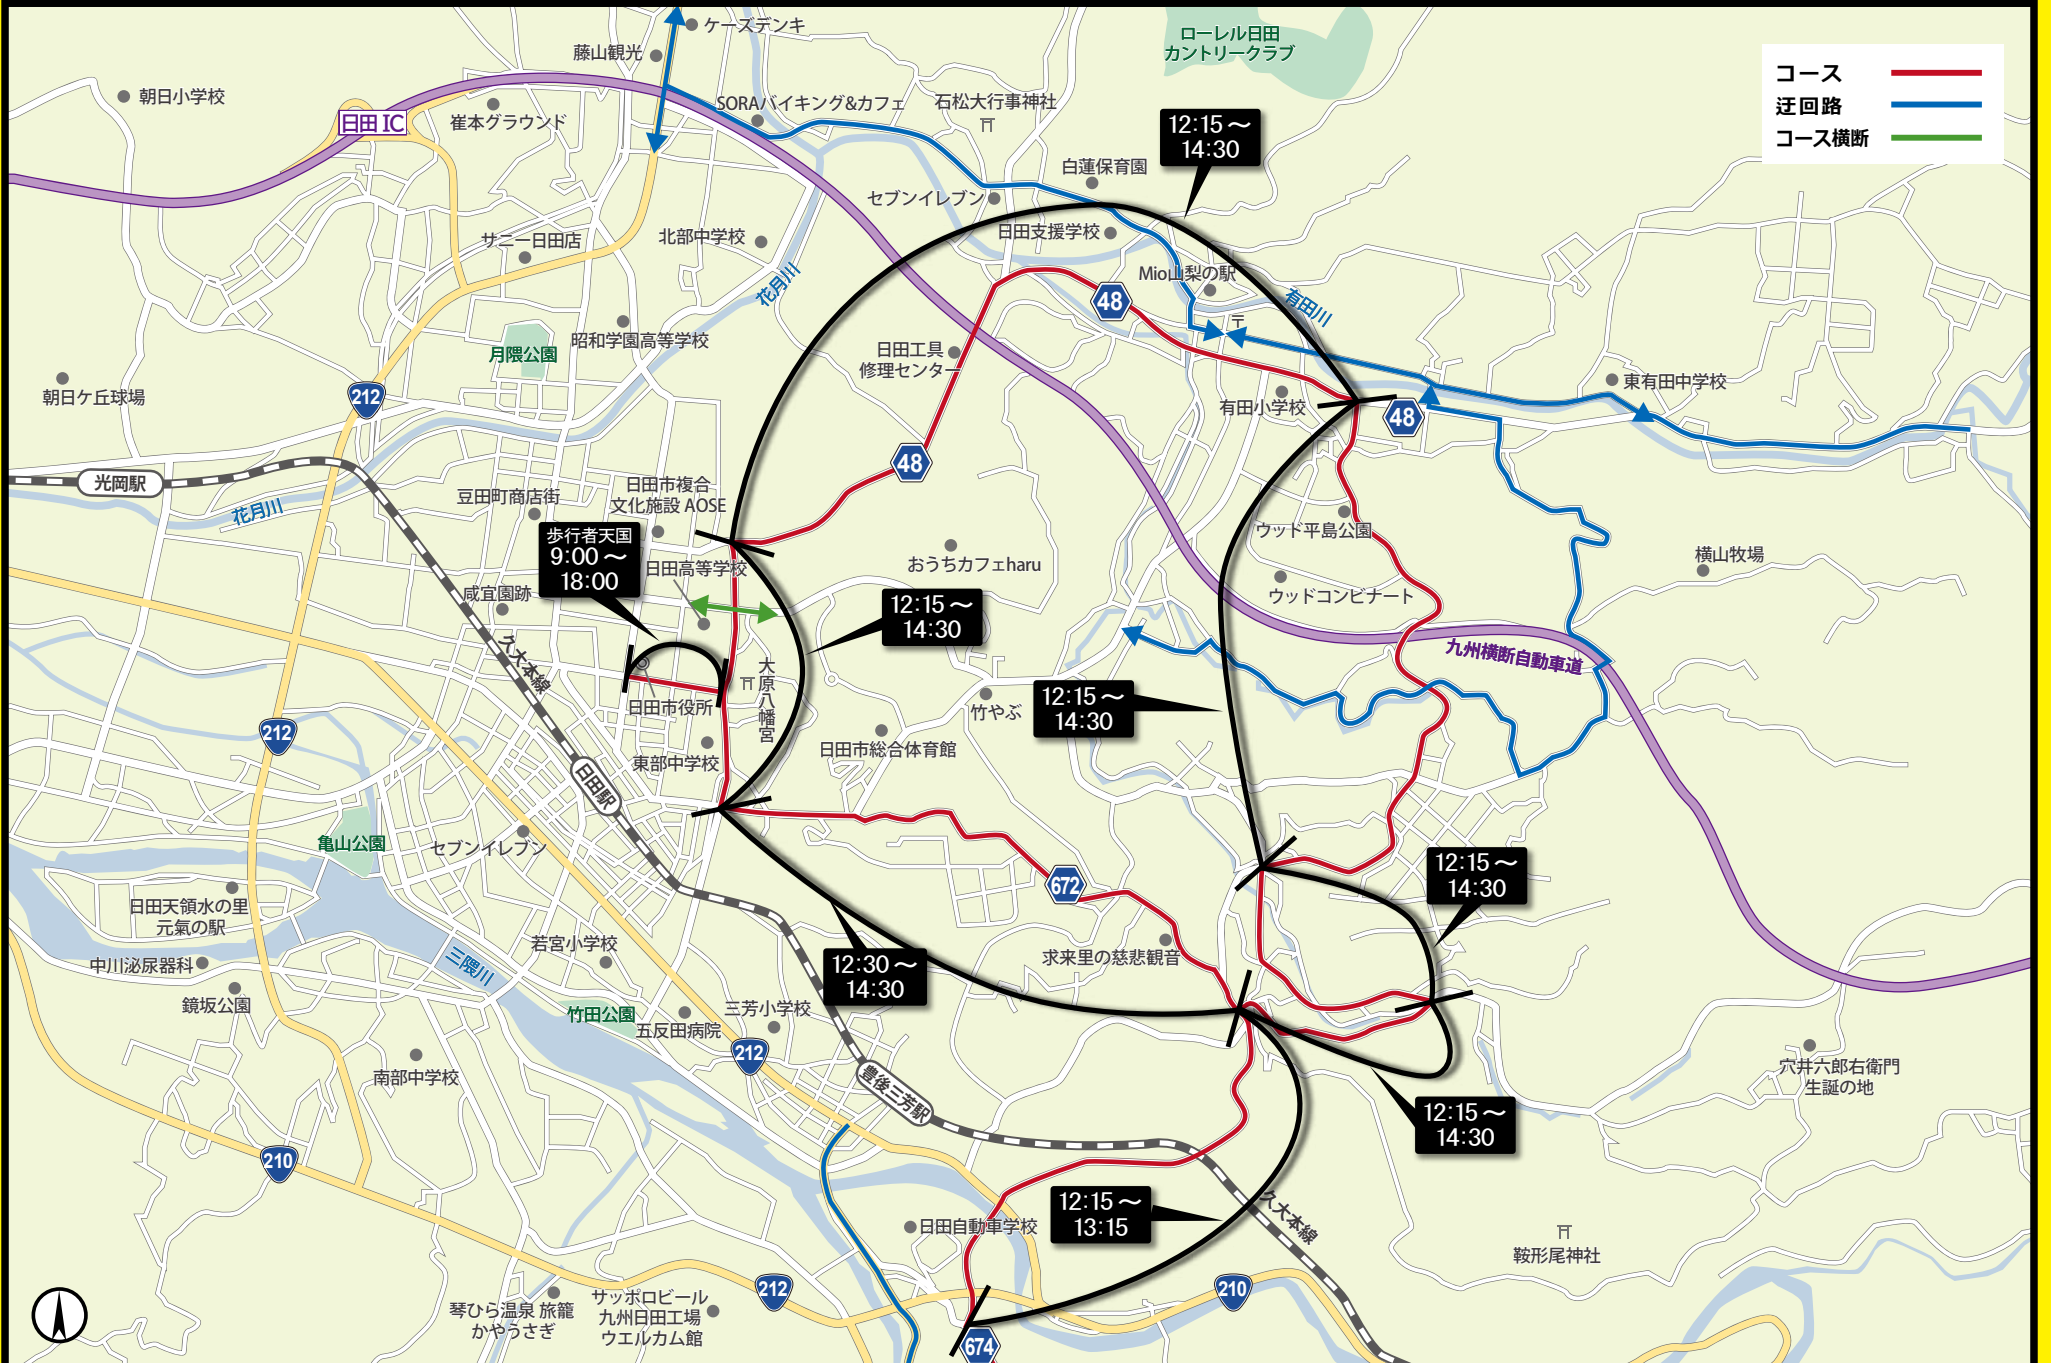 ケーズデンキ
藤山観光
ローレル日田
カントリークラブ
コース
迂回路
コース横断
朝日小学校
日田 IC
崔本グラウンド
SORAバイキング&カフェ
石松大行事神社
12:15～
14:30
白蓮保育園
セブンイレブン
日田支援学校
サニー日田店
北部中学校
花月川
Mio山梨の駅
48
有田川
〒
昭和学園高等学校
月隈公園
日田工具
修理センター
朝日ケ丘球場
212
有田小学校
48
東有田中学校
48
光岡駅
花月川
豆田町商店街
日田市複合
文化施設 AOSE
歩行者天国
9:00～
18:00
日田高等学校
おうちカフェharu
ウッド平島公園
横山牧場
咸宜園跡
12:15～
14:30
ウッドコンビナート
久大本線
九州横断自動車道
大原八幡宮
日田市役所
竹やぶ
12:15～
14:30
212
東部中学校
日田市総合体育館
日田駅
亀山公園
セブンイレブン
672
12:15～
14:30
日田天領水の里
元氣の駅
若宮小学校
求来里の慈悲観音
中川泌尿器科
三隈川
12:30～
14:30
鏡坂公園
竹田公園
五反田病院
三芳小学校
212
南部中学校
豊後三芳駅
穴井六郎右衛門
生誕の地
12:15～
14:30
210
12:15～
13:15
久大本線
日田自動車学校
鞍形尾神社
212
210
琴ひら温泉 旅籠
かやうさぎ
サッポロビール
九州日田工場
ウエルカム館
674